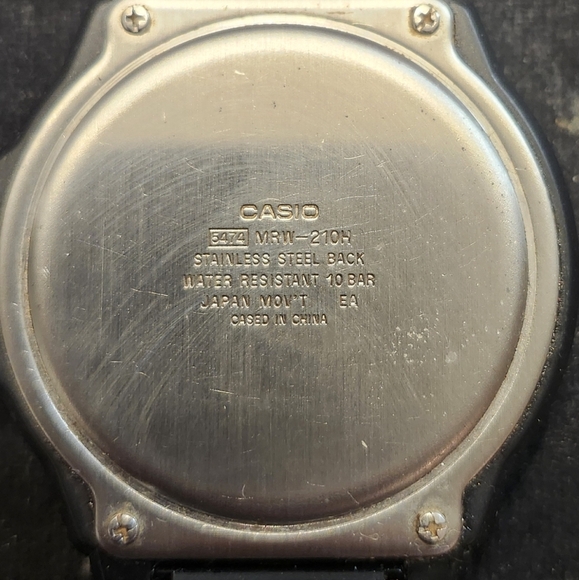 CASIO
5474 MRW-210H
STAINLESS STEEL BACK
WATER RESISTANT 10 BAR
JAPAN MOV'T EA
CASED IN CHINA